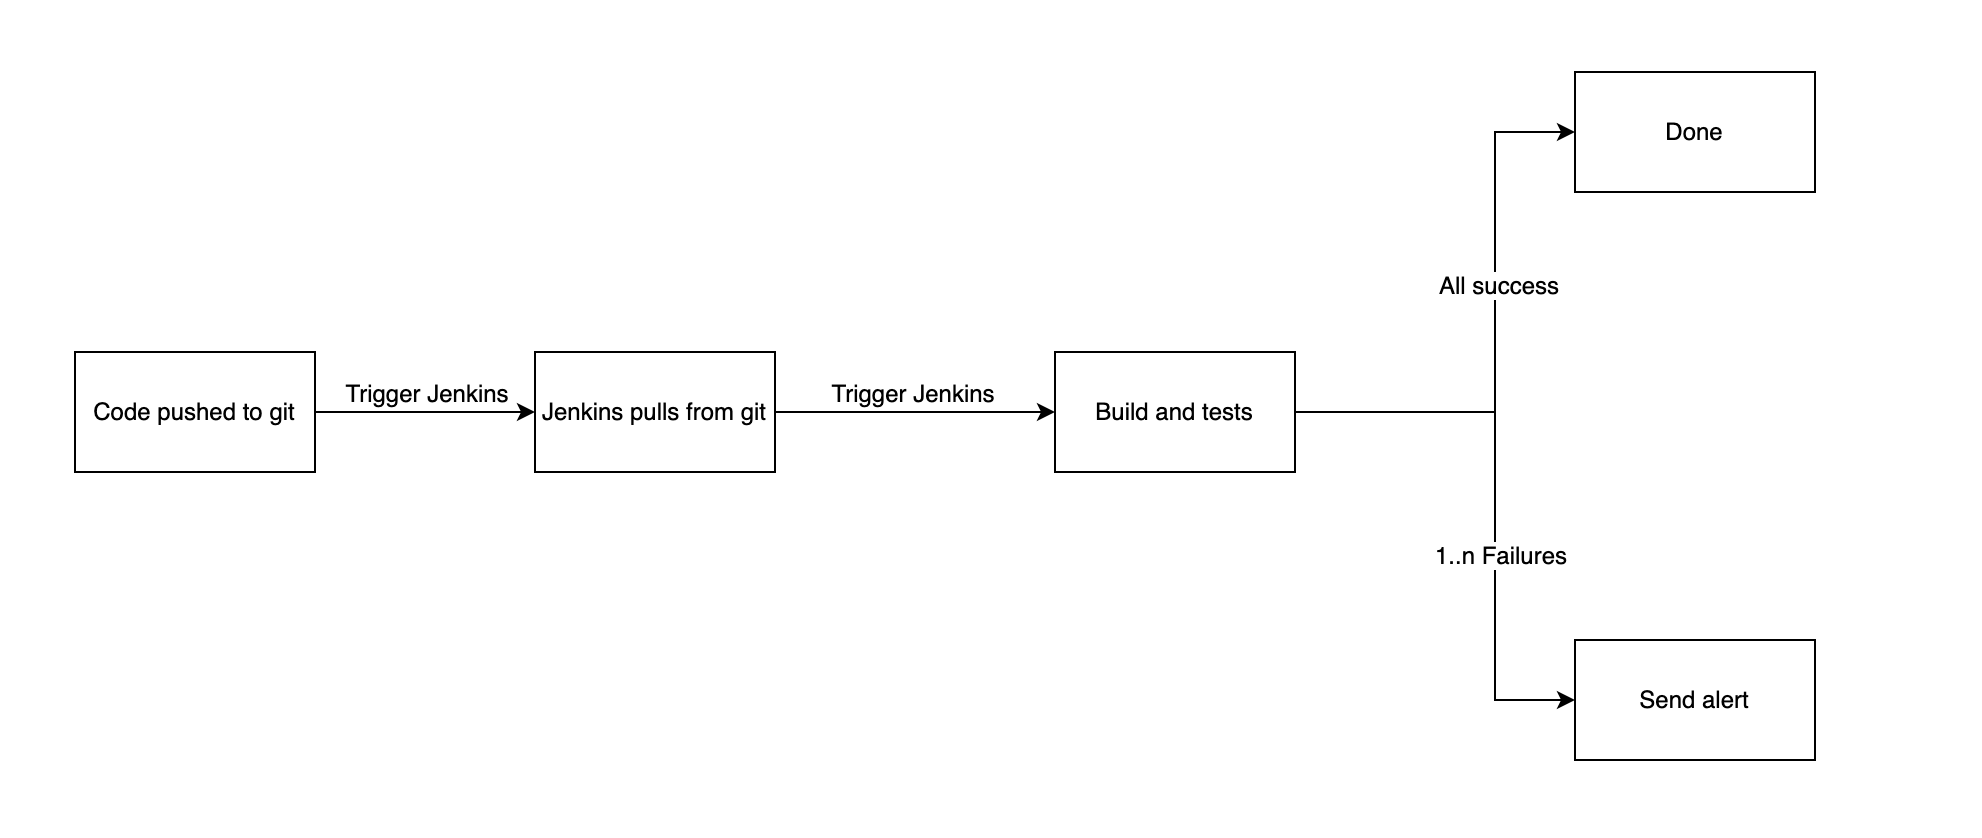 Done
All success
Code pushed to git
Trigger Jenkins
Jenkins pulls from git
Trigger Jenkins
Build and tests
1..n Failures
Send alert